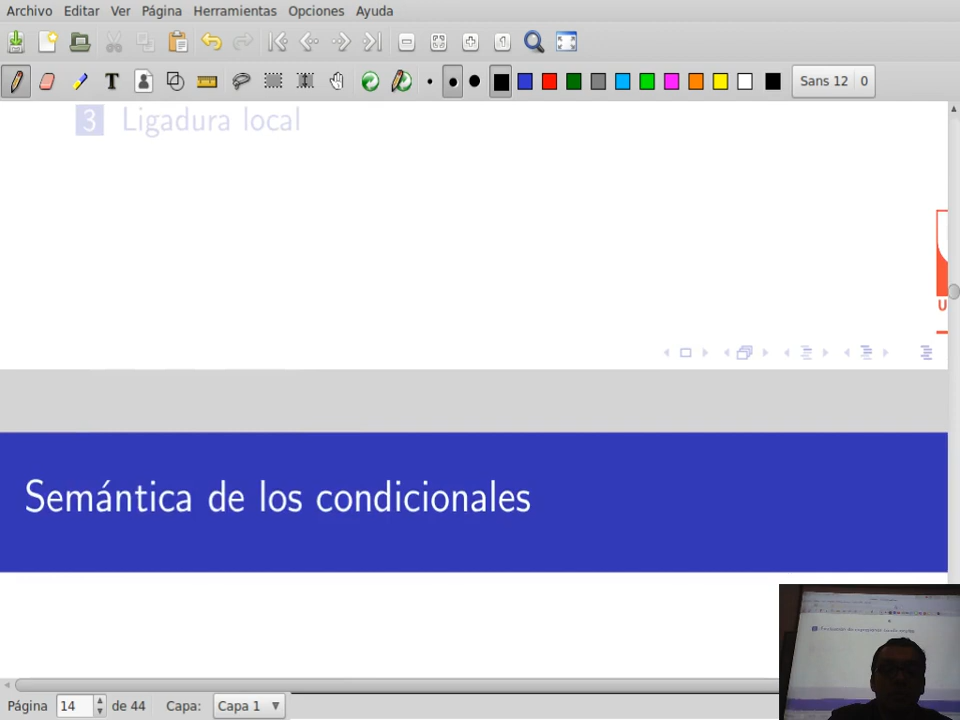 Archivo Editar Ver Página Herramientas Opciones Ayuda
Sans 12 0
3 Ligadura local
U
Semántica de los condicionales
Página 14 de 44 Capa: Capa 1